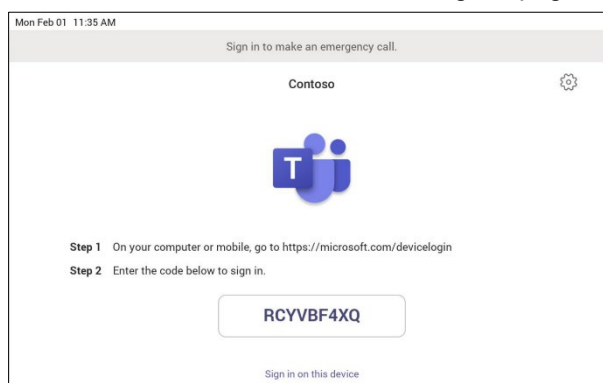 Mon Feb 01 11:35 AM
Sign in to make an emergency call.
Contoso
T
Step 1 On your computer or mobile, go to https://microsoft.com/devicelogin
Step 2 Enter the code below to sign in.
RCYVBF4XQ
Sign in on this device